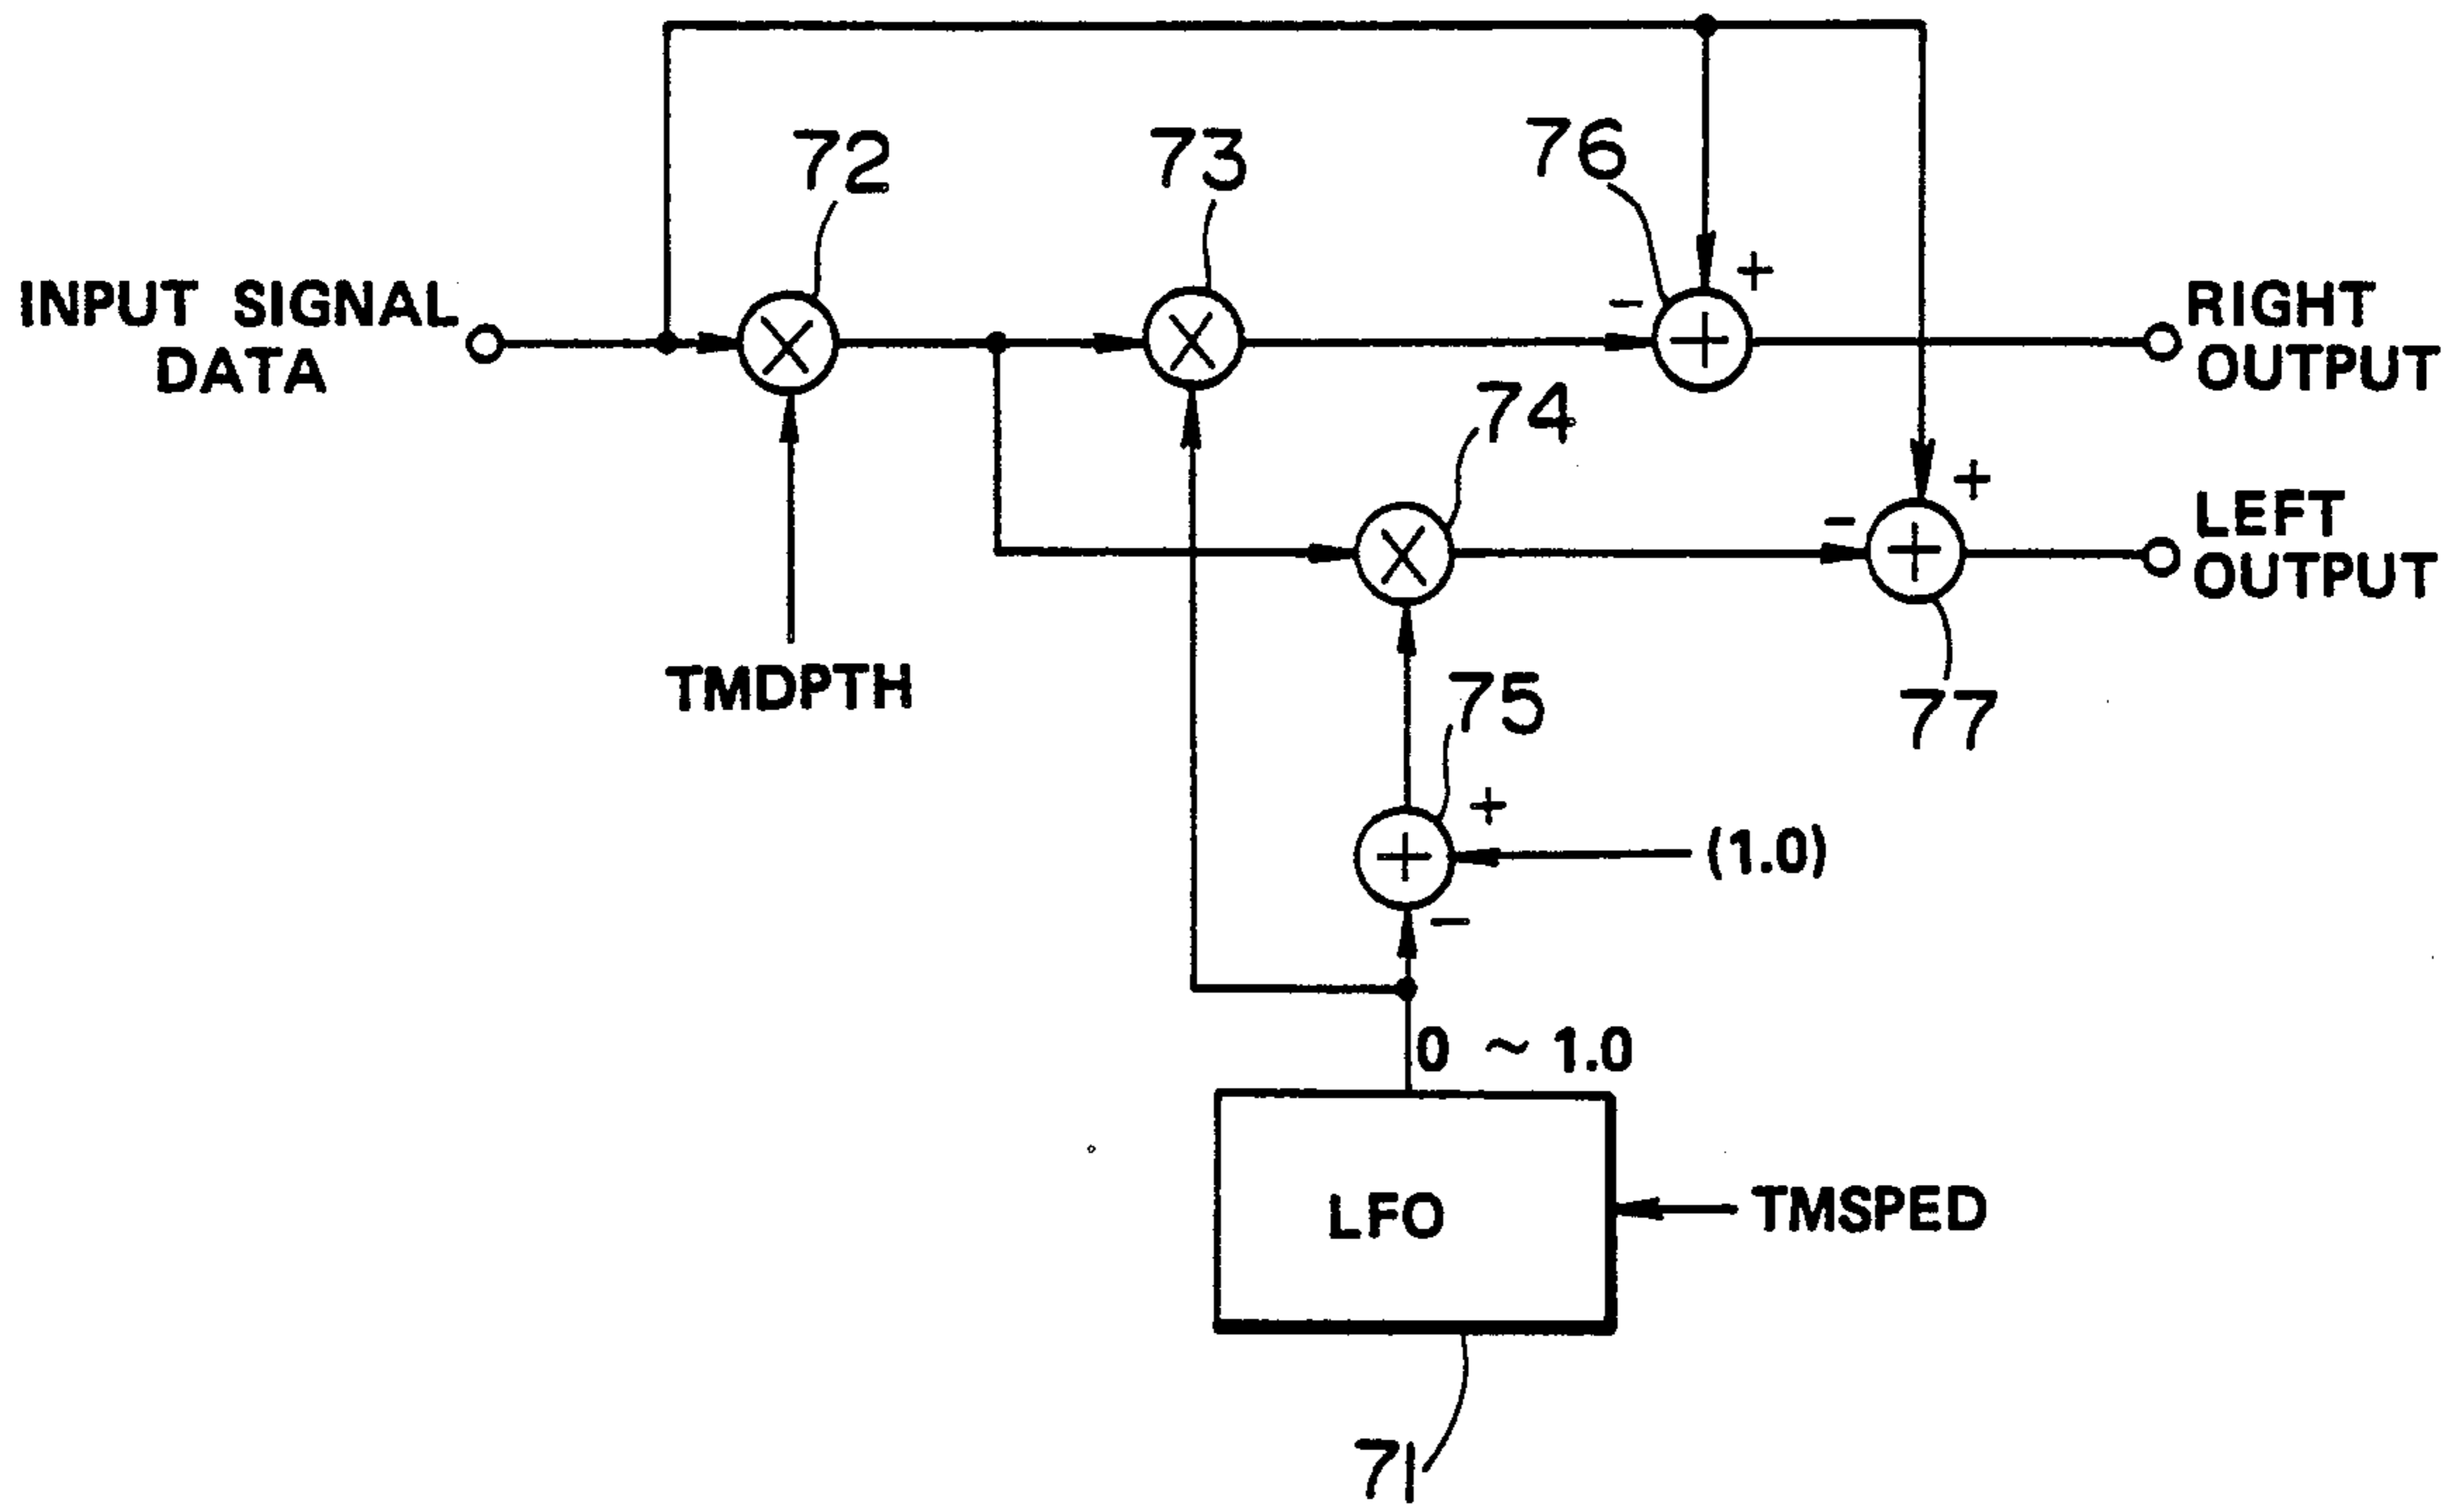 72
73
76
INPUT SIGNAL
DATA
+
-
RIGHT
OUTPUT
74
+
-
LEFT
OUTPUT
TMDPTH
75
77
+
(1.0)
-
0 ~ 1.0
LFO
TMSPED
71